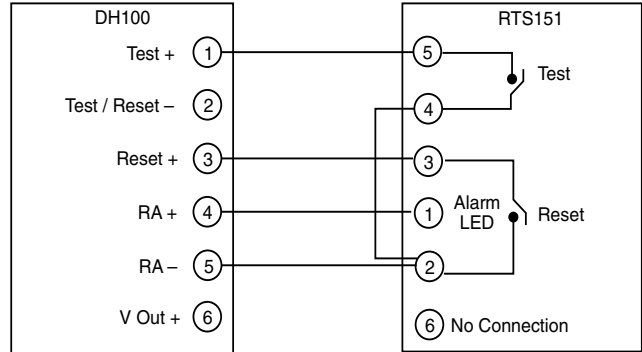 DH100
Test + 1
Test / Reset – 2
Reset + 3
RA + 4
RA – 5
V Out + 6
RTS151
5
Test
4
3
1 Alarm
LED
Reset
2
6 No Connection